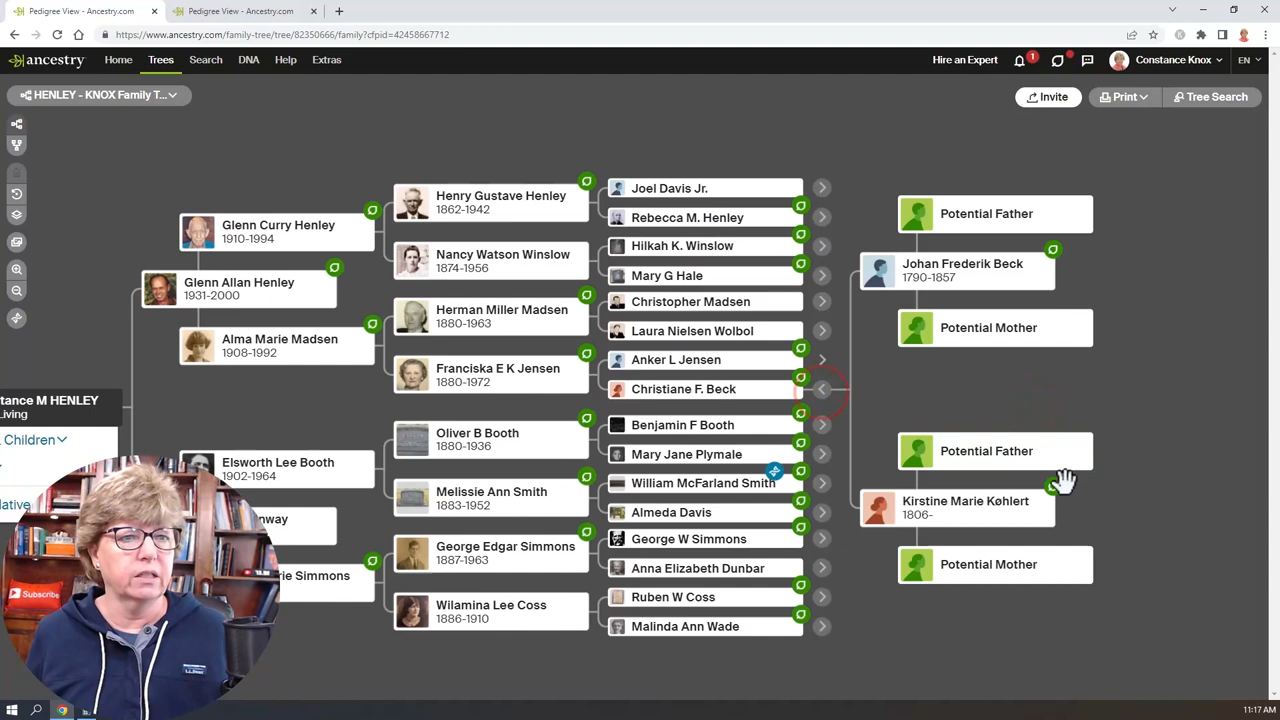 Pedigree View - Ancestry.com
Pedigree View - Ancestry.com
https://www.ancestry.com/family-tree/tree/82350666/family?cfpid=42458667712
ancestry
Home
Trees
Search
DNA
Help
Extras
Hire an Expert
1
Constance Knox
EN
HENLEY - KNOX Family T...
Invite
Print
Tree Search
Glenn Curry Henley
1910-1994
Glenn Allan Henley
1931-2000
Alma Marie Madsen
1908-1992
tance M HENLEY
Living
Children
lative
Elsworth Lee Booth
1902-1964
nway
rie Simmons
Henry Gustave Henley
1862-1942
Nancy Watson Winslow
1874-1956
Herman Miller Madsen
1880-1963
Franciska E K Jensen
1880-1972
Oliver B Booth
1880-1936
Melissie Ann Smith
1883-1952
George Edgar Simmons
1887-1963
Wilamina Lee Coss
1886-1910
Joel Davis Jr.
Rebecca M. Henley
Hilkah K. Winslow
Mary G Hale
Christopher Madsen
Laura Nielsen Wolbol
Anker L Jensen
Christiane F. Beck
Benjamin F Booth
Mary Jane Plymale
William McFarland Smith
Almeda Davis
George W Simmons
Anna Elizabeth Dunbar
Ruben W Coss
Malinda Ann Wade
Potential Father
Johan Frederik Beck
1790-1857
Potential Mother
Potential Father
Kirstine Marie Køhlert
1806-
Potential Mother
Subscribe
11:17 AM